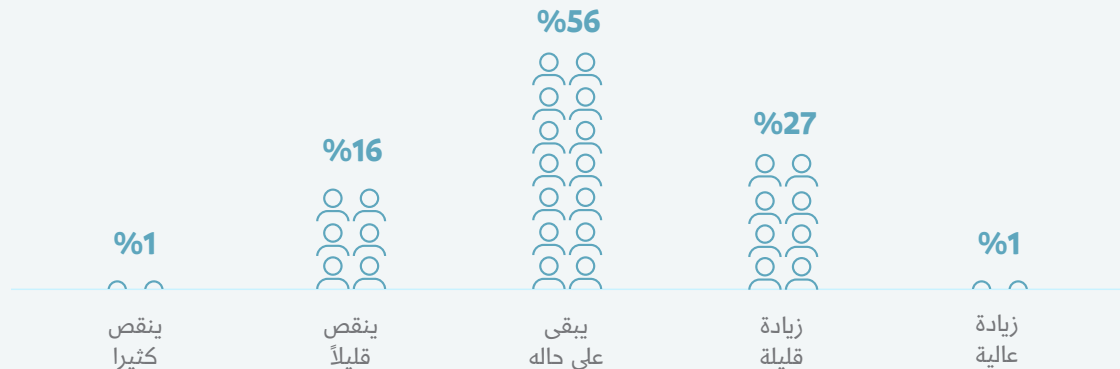 %1
زيادة
عالية
%27
زيادة
قليلة
%56
يبقى
على حاله
%16
ينقص
قليلاً
%1
ينقص
كثيرا